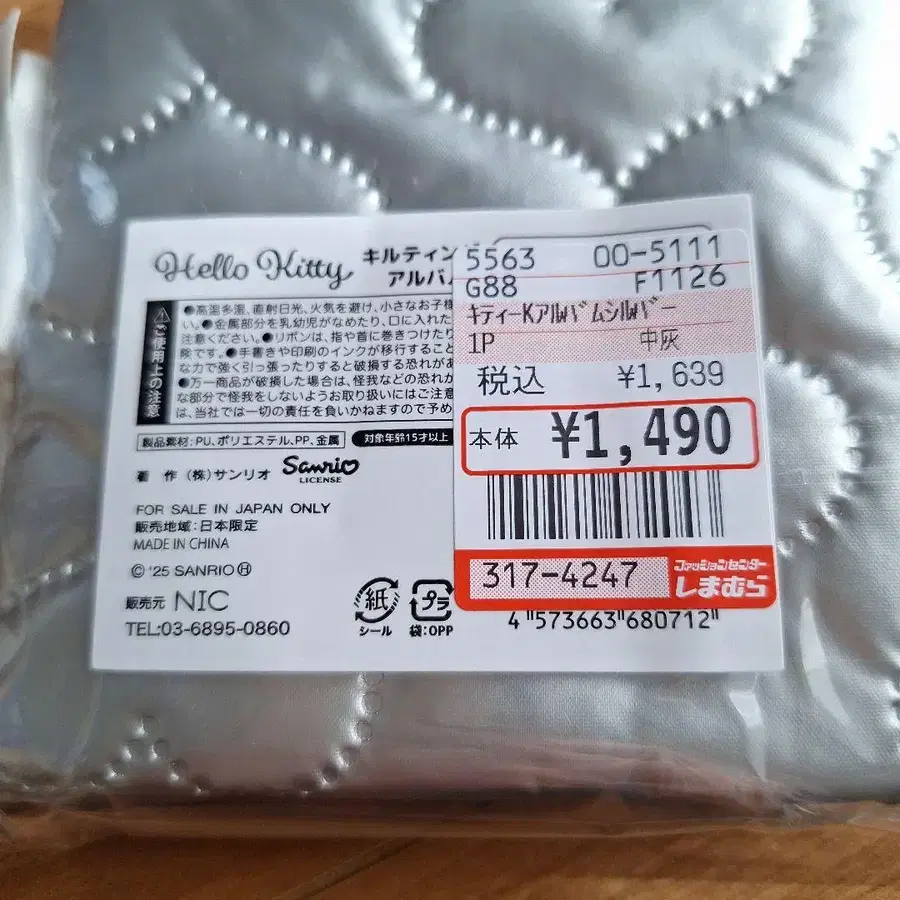 Hello Kitty キルティン
アルバ
ご使用上の注意
●高温多湿、直射日光、火気を避け、小さなお子様
い。●金属部分を乳幼児がなめたり、口に入れた
注意ください。●リボンは、指や首に巻きつけたり
除です。●手書きや印刷のインクが移行すること
な力で強く引っ張ったりすると破損する恐れがあ
●万一商品が破損した場合は、怪我などの恐れか
な部分で怪我をしないようお取り扱いにはご注意
は、当社では一切の責任を負いかねますので予め
製品素材:PU、ポリエステル、PP、金属 対象年齢15才以上
著 作 (株)サンリオ Sanrio
LICENSE
FOR SALE IN JAPAN ONLY
販売地域:日本限定
MADE IN CHINA
© '25 SANRIO Ⓗ
販売元 NIC
TEL:03-6895-0860
紙
シール
プラ
袋:OPP
5563 00-5111
G88 F1126
ｷﾃｨｰKｱﾙﾊﾞﾑｼﾙﾊﾞｰ
1P 中灰
税込 ¥1,639
本体 ¥1,490
317-4247 ファッションセンター
しまむら
4 "573663"680712"